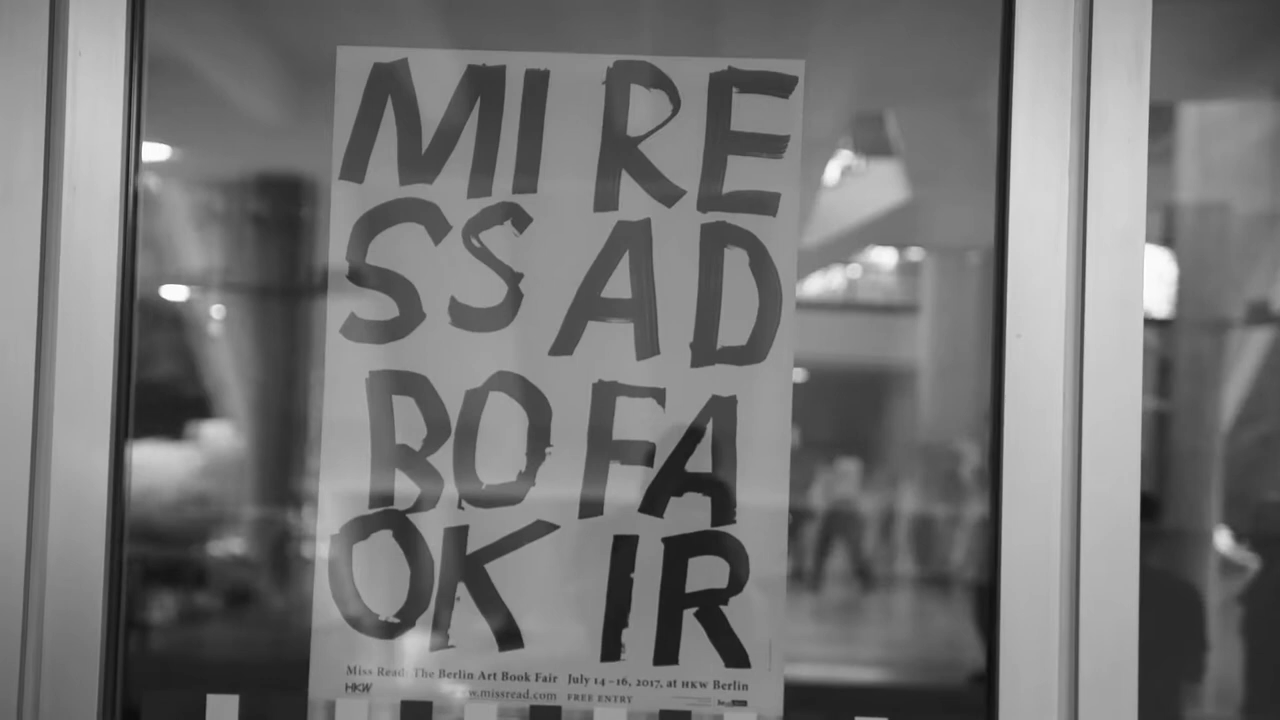 MI RE
SS AD
BO FA
OK IR
Miss Read: The Berlin Art Book Fair July 14–16, 2017, at HKW Berlin
HKW
www.missread.com FREE ENTRY